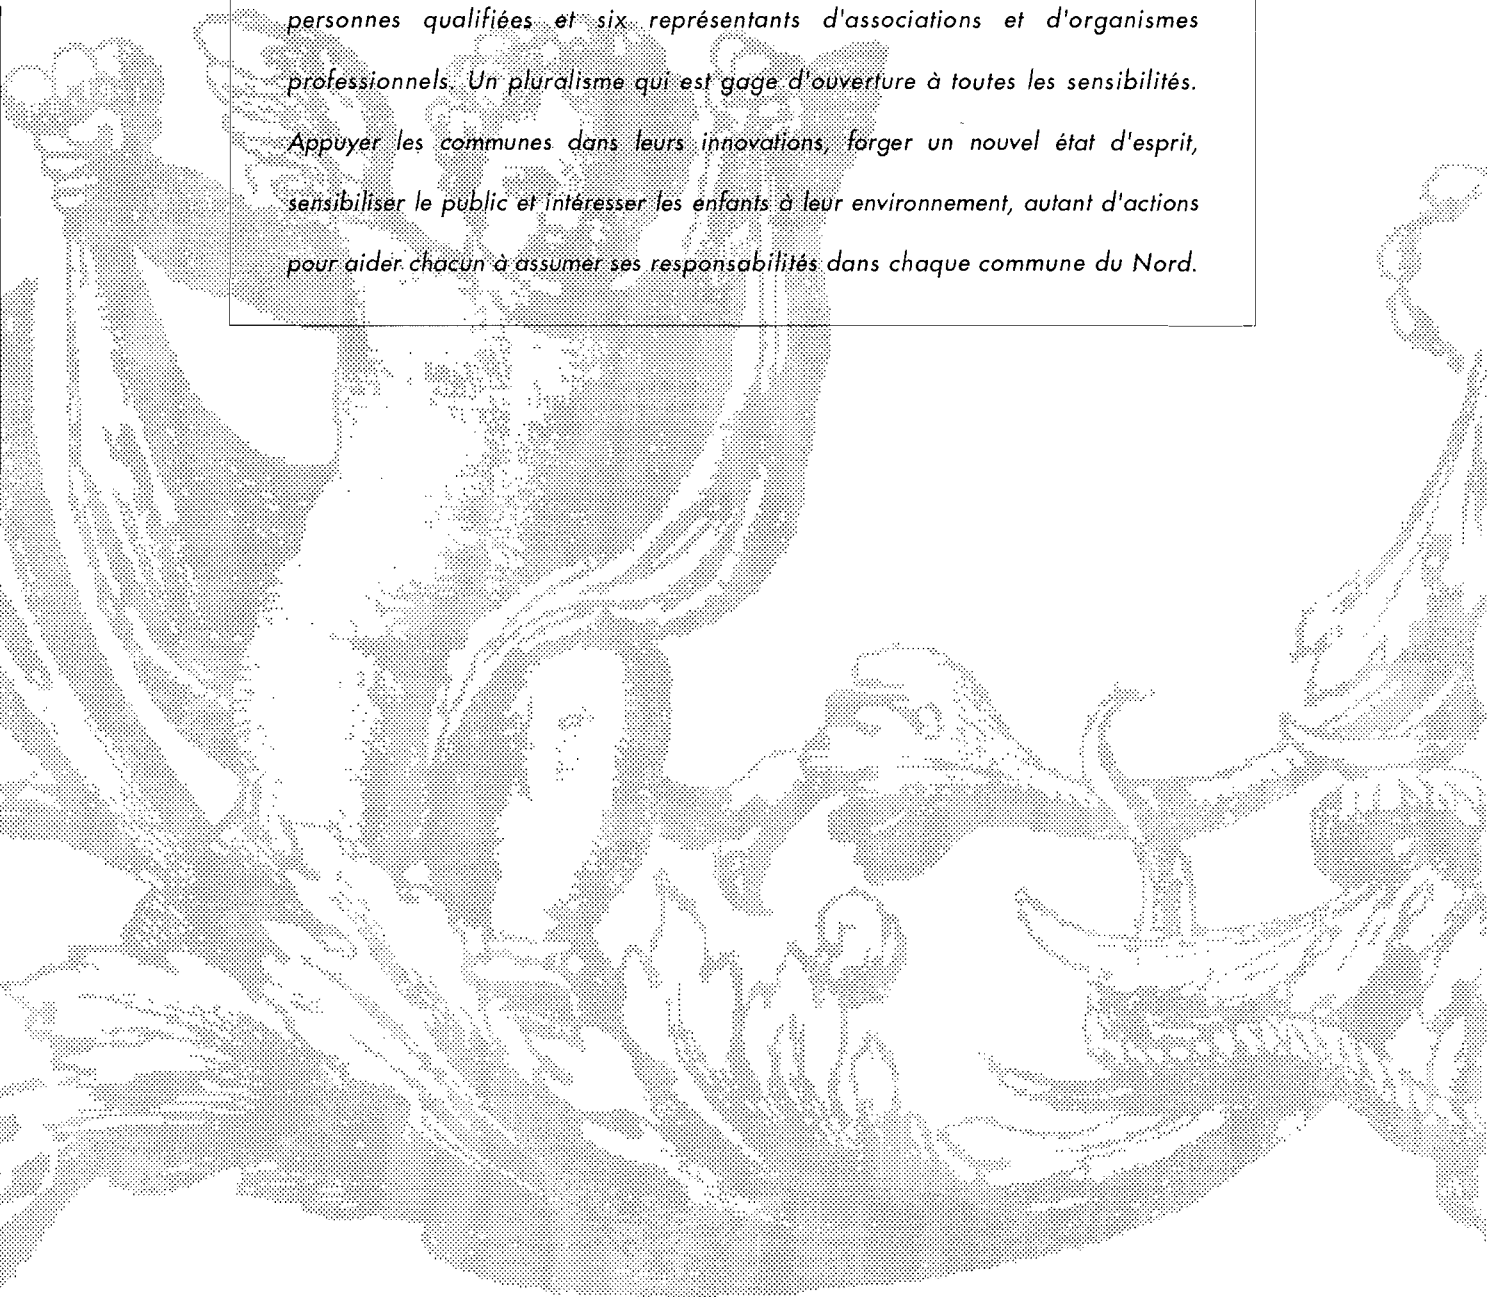 personnes qualifiées et six représentants d'associations et d'organismes
professionnels. Un pluralisme qui est gage d'ouverture à toutes les sensibilités.
Appuyer les communes dans leurs innovations, forger un nouvel état d'esprit,
sensibiliser le public et intéresser les enfants à leur environnement, autant d'actions
pour aider chacun à assumer ses responsabilités dans chaque commune du Nord.